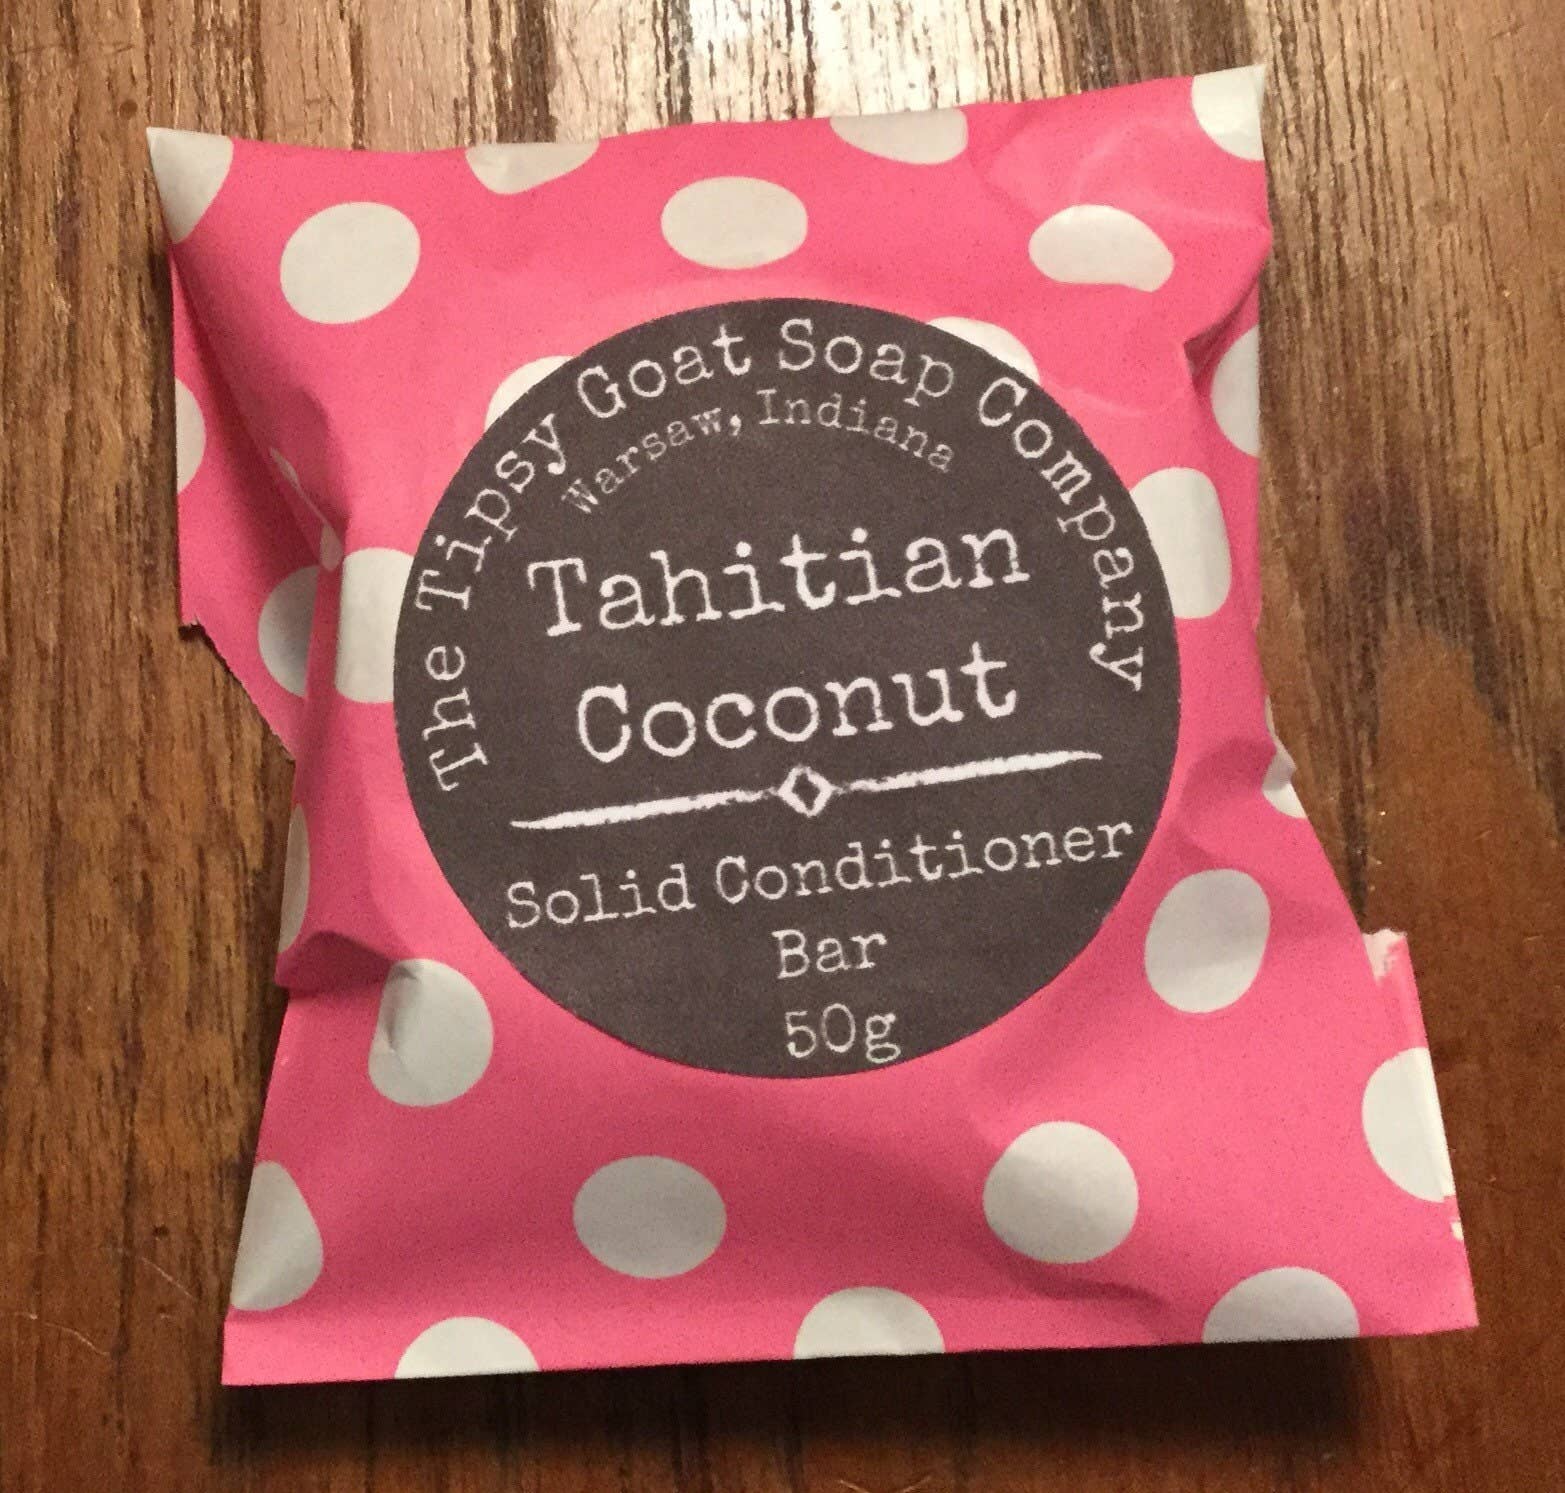 The Tipsy Goat Soap Company
Warsaw, Indiana
Tahitian
Coconut
Solid Conditioner
Bar
50g